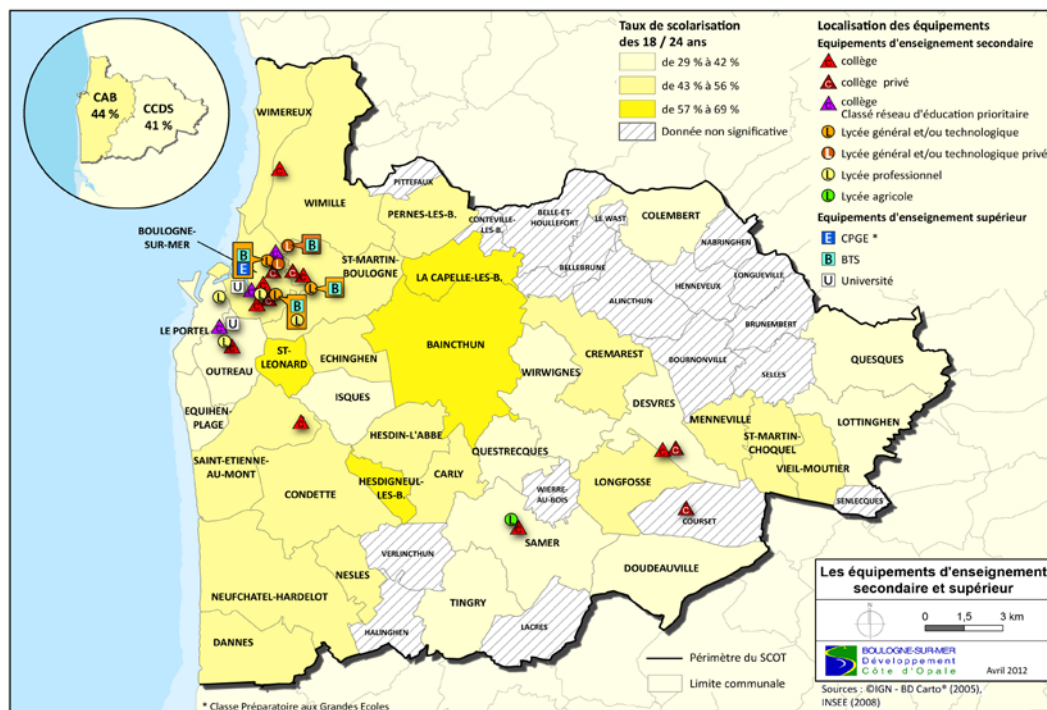 CAB
44 %
CCDS
41 %
Taux de scolarisation
des 18 / 24 ans
de 29 % à 42 %
de 43 % à 56 %
de 57 % à 69 %
Donnée non significative
Localisation des équipements
Equipements d'enseignement secondaire
C collège
C collège privé
C collège
Classé réseau d'éducation prioritaire
L Lycée général et/ou technologique
L Lycée général et/ou technologique privé
L Lycée professionnel
L Lycée agricole
Equipements d'enseignement supérieur
E CPGE *
B BTS
U Université
WIMEREUX
PITTEFAUX
WIMILLE
PERNES-LES-B.
CONTEVILLE-
LES-B.
BELLE-ET-
HOULLEFORT
LE WAST
COLEMBERT
NABRINGHEN
BOULOGNE-
SUR-MER
ST-MARTIN-
BOULOGNE
LA CAPELLE-LES-B.
BELLEBRUNE
ALINCTHUN
HENNEVEUX
LONGUEVILLE
BRUNEMBERT
LE PORTEL
OUTREAU
ST-
LEONARD
ECHINGHEN
BAINCTHUN
WIRWIGNES
CREMAREST
BOURNONVILLE
SELLES
QUESQUES
EQUIHEN-
PLAGE
ISQUES
DESVRES
MENNEVILLE
LOTTINGHEN
HESDIN-L'ABBE
QUESTRECQUES
ST-MARTIN-
CHOQUEL
VIEIL-MOUTIER
SAINT-ETIENNE-
AU-MONT
CONDETTE
HESDIGNEUL-
LES-B.
CARLY
WIERRE-
AU-BOIS
LONGFOSSE
COURSET
SENLECQUES
SAMER
VERLINCTHUN
NESLES
DOUDEAUVILLE
NEUFCHATEL-HARDELOT
TINGRY
DANNES
HALINGHEN
LACRES
Les équipements d'enseignement
secondaire et supérieur
N
0 1,5 3 km
BOULOGNE-SUR-MER
Développement
Côte d'Opale
Avril 2012
Périmètre du SCOT
Limite communale
Sources : ©IGN - BD Carto® (2005),
INSEE (2008)
* Classe Préparatoire aux Grandes Ecoles